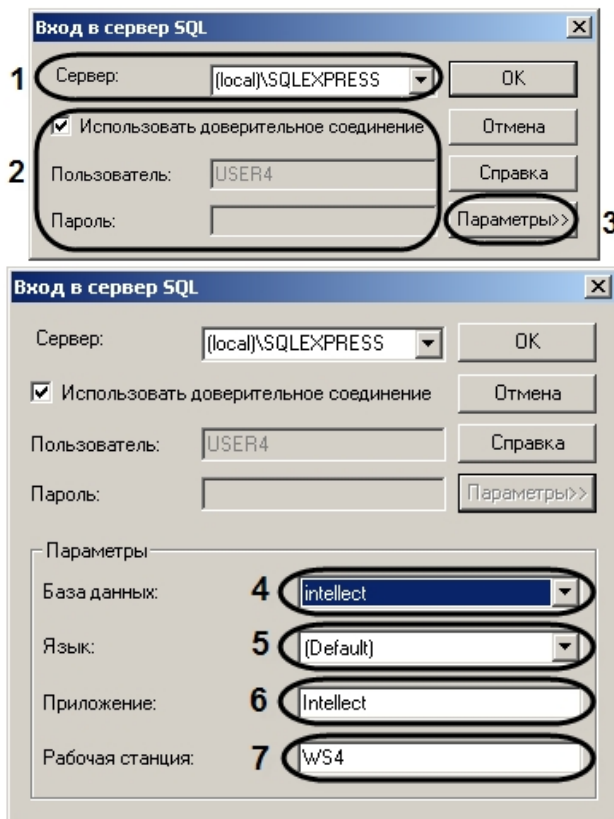 Вход в сервер SQL
1 Сервер: (local)\SQLEXPRESS OK
Использовать доверительное соединение Отмена
2 Пользователь: USER4 Справка
Пароль: Параметры>> 3
Вход в сервер SQL
Сервер: (local)\SQLEXPRESS OK
Использовать доверительное соединение Отмена
Пользователь: USER4 Справка
Пароль: Параметры>>
Параметры
База данных: 4 intellect
Язык: 5 (Default)
Приложение: 6 Intellect
Рабочая станция: 7 WS4